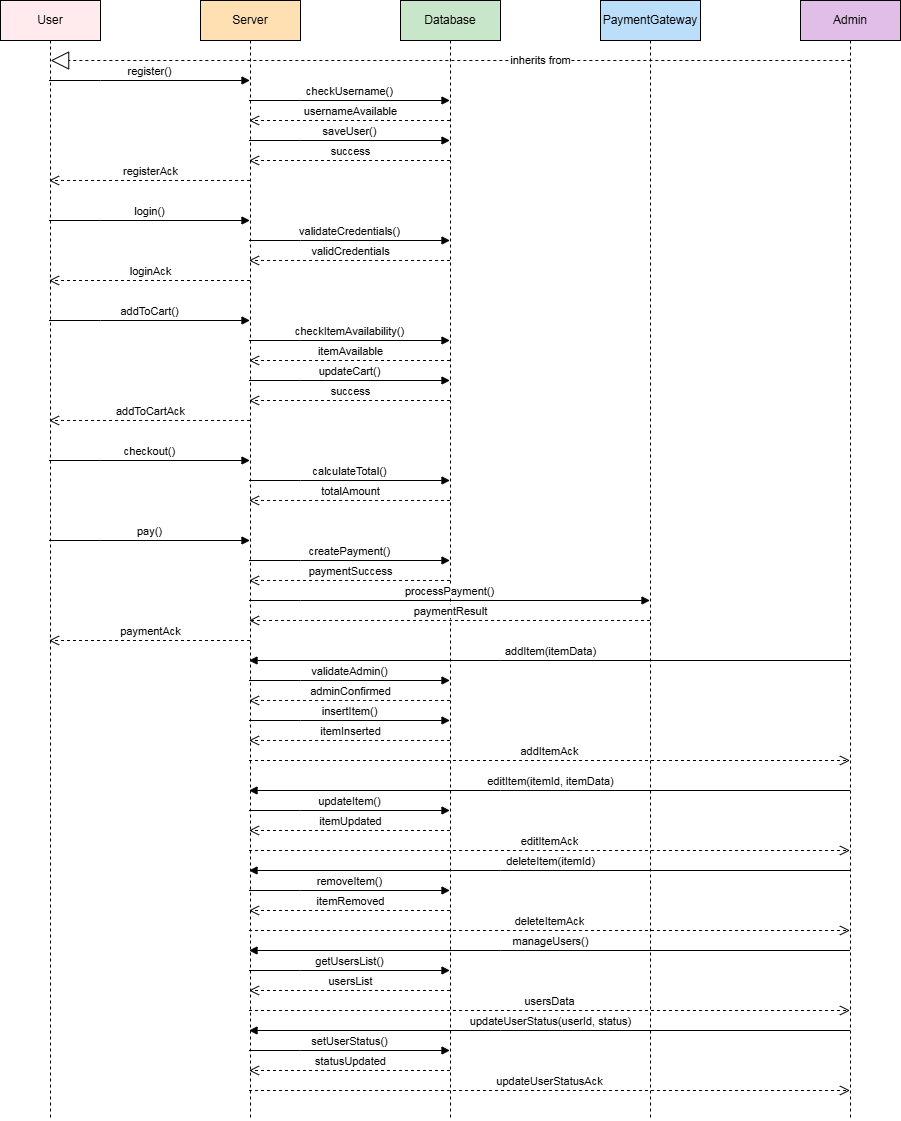 User
Server
Database
PaymentGateway
Admin
inherits from
register()
checkUsername()
usernameAvailable
saveUser()
success
registerAck
login()
validateCredentials()
validCredentials
loginAck
addToCart()
checkItemAvailability()
itemAvailable
updateCart()
success
addToCartAck
checkout()
calculateTotal()
totalAmount
pay()
createPayment()
paymentSuccess
processPayment()
paymentResult
paymentAck
addItem(itemData)
validateAdmin()
adminConfirmed
insertItem()
itemInserted
addItemAck
editItem(itemId, itemData)
updateItem()
itemUpdated
editItemAck
deleteItem(itemId)
removeItem()
itemRemoved
deleteItemAck
manageUsers()
getUsersList()
usersList
usersData
updateUserStatus(userId, status)
setUserStatus()
statusUpdated
updateUserStatusAck